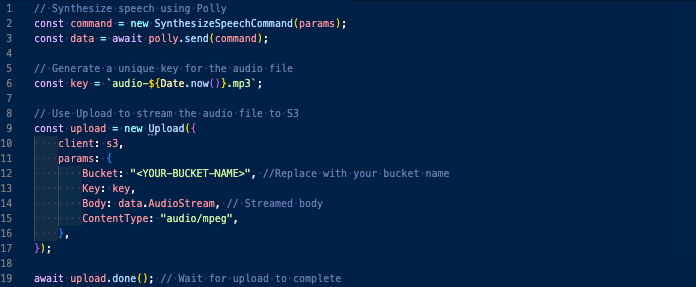 1 // Synthesize speech using Polly
2 const command = new SynthesizeSpeechCommand(params);
3 const data = await polly.send(command);
4
5 // Generate a unique key for the audio file
6 const key = `audio-${Date.now()}.mp3`;
7
8 // Use Upload to stream the audio file to S3
9 const upload = new Upload({
10     client: s3,
11     params: {
12         Bucket: "<YOUR-BUCKET-NAME>", //Replace with your bucket name
13         Key: key,
14         Body: data.AudioStream, // Streamed body
15         ContentType: "audio/mpeg",
16     },
17 });
18
19 await upload.done(); // Wait for upload to complete